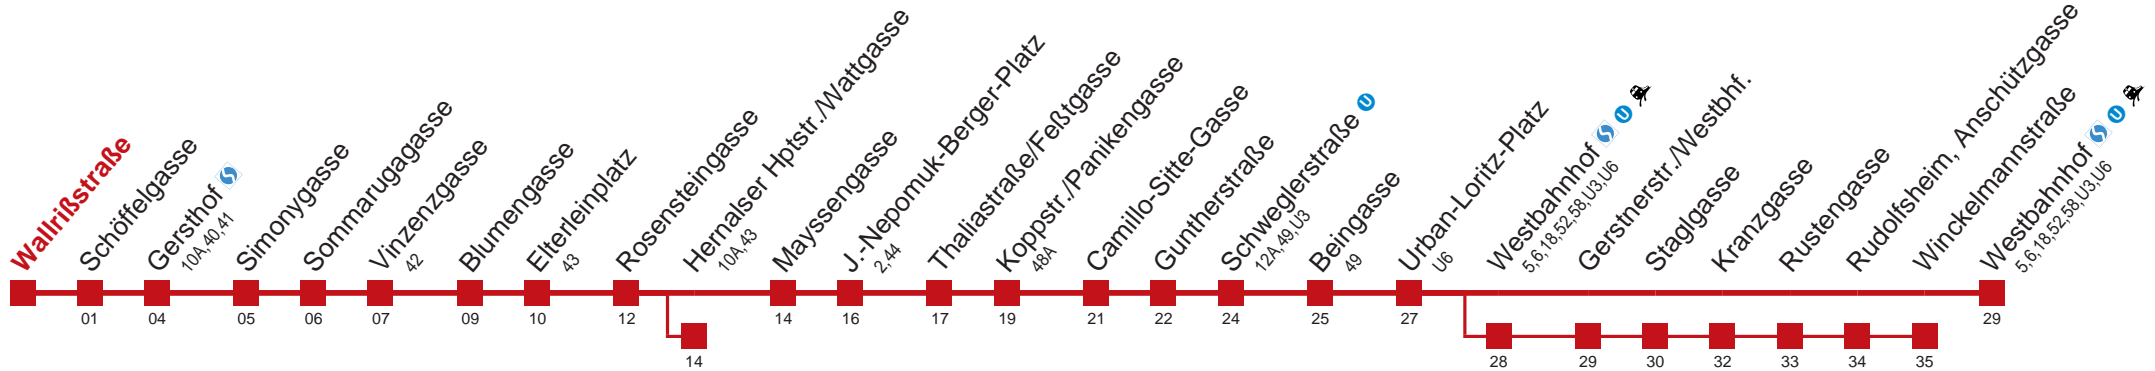 Wallrißstraße
Schöffelgasse
01
Gersthof S
10A,40,41
04
Simonygasse
05
Sommarugagasse
06
Vinzenzgasse
42
07
Blumengasse
09
Elterleinplatz
43
10
Rosensteingasse
12
Hernalser Hptstr./Wattgasse
10A,43
14
Mayssengasse
14
J.-Nepomuk-Berger-Platz
2,44
16
Thaliastraße/Feßtgasse
17
Koppstr./Panikengasse
48A
19
Camillo-Sitte-Gasse
21
Guntherstraße
22
Schweglerstraße U
12A,49,U3
24
Beingasse
49
25
Urban-Loritz-Platz
U6
27
Westbahnhof S U
5,6,18,52,58,U3,U6
28
Gerstnerstr./Westbhf.
29
Staglgasse
30
Kranzgasse
32
Rustengasse
33
Rudolfsheim, Anschützgasse
34
Winckelmannstraße
35
Westbahnhof S U
5,6,18,52,58,U3,U6
29